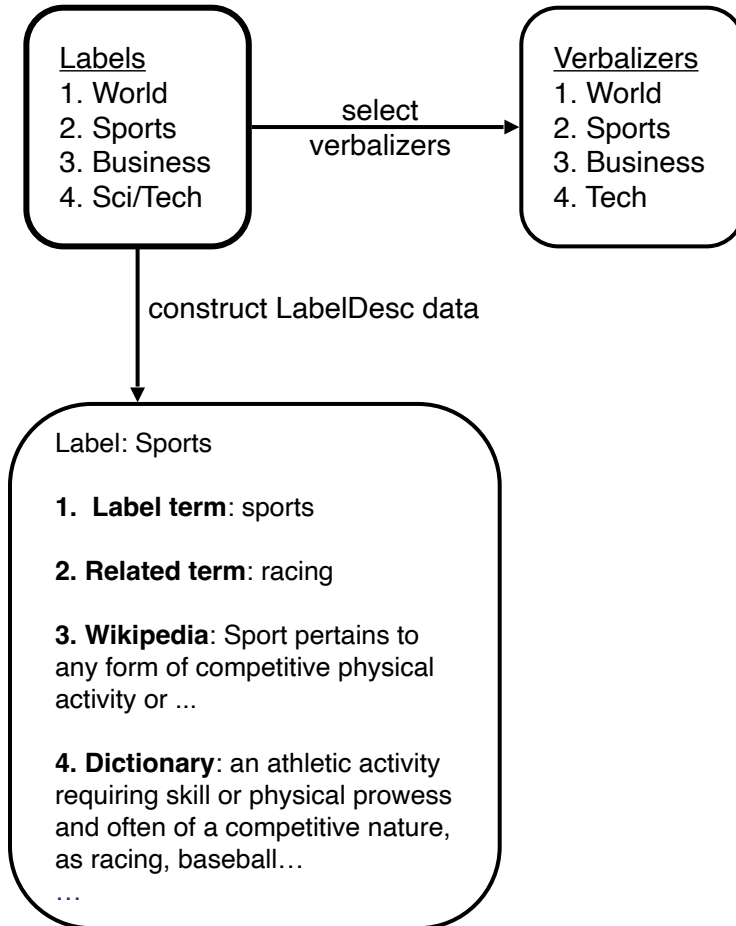 Labels
1. World
2. Sports
3. Business
4. Sci/Tech
select
verbalizers
Verbalizers
1. World
2. Sports
3. Business
4. Tech
construct LabelDesc data
Label: Sports
1. Label term: sports
2. Related term: racing
3. Wikipedia: Sport pertains to
any form of competitive physical
activity or ...
4. Dictionary: an athletic activity
requiring skill or physical prowess
and often of a competitive nature,
as racing, baseball…
…